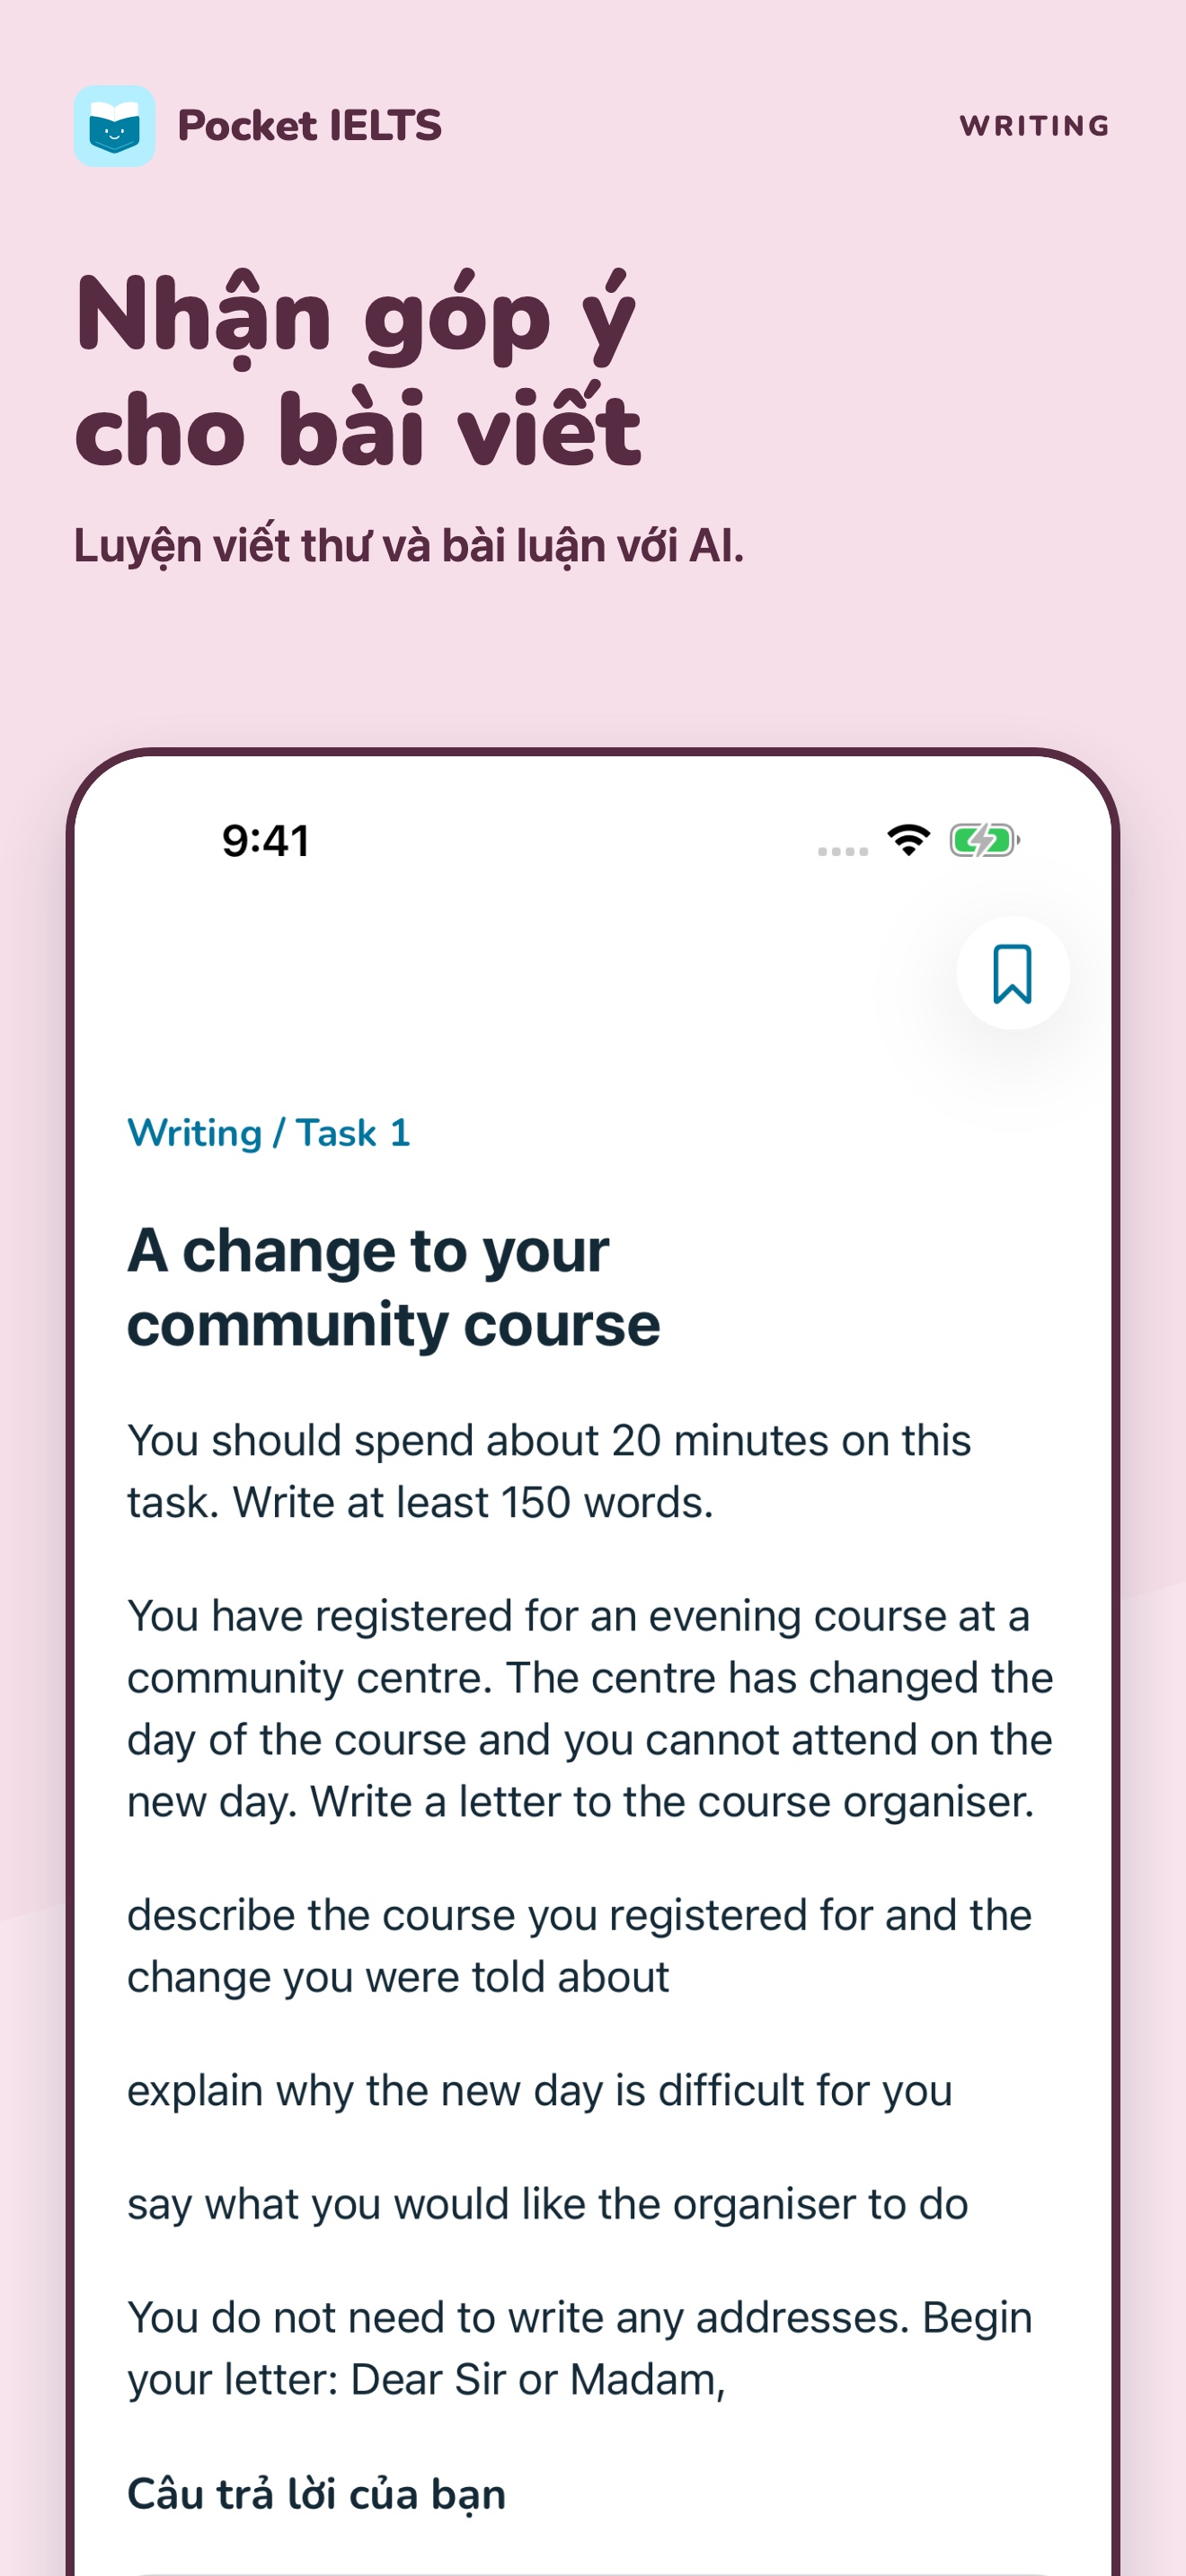 Pocket IELTS
WRITING
Nhận góp ý
cho bài viết
Luyện viết thư và bài luận với AI.
9:41
Writing / Task 1
A change to your
community course
You should spend about 20 minutes on this
task. Write at least 150 words.
You have registered for an evening course at a
community centre. The centre has changed the
day of the course and you cannot attend on the
new day. Write a letter to the course organiser.
describe the course you registered for and the
change you were told about
explain why the new day is difficult for you
say what you would like the organiser to do
You do not need to write any addresses. Begin
your letter: Dear Sir or Madam,
Câu trả lời của bạn